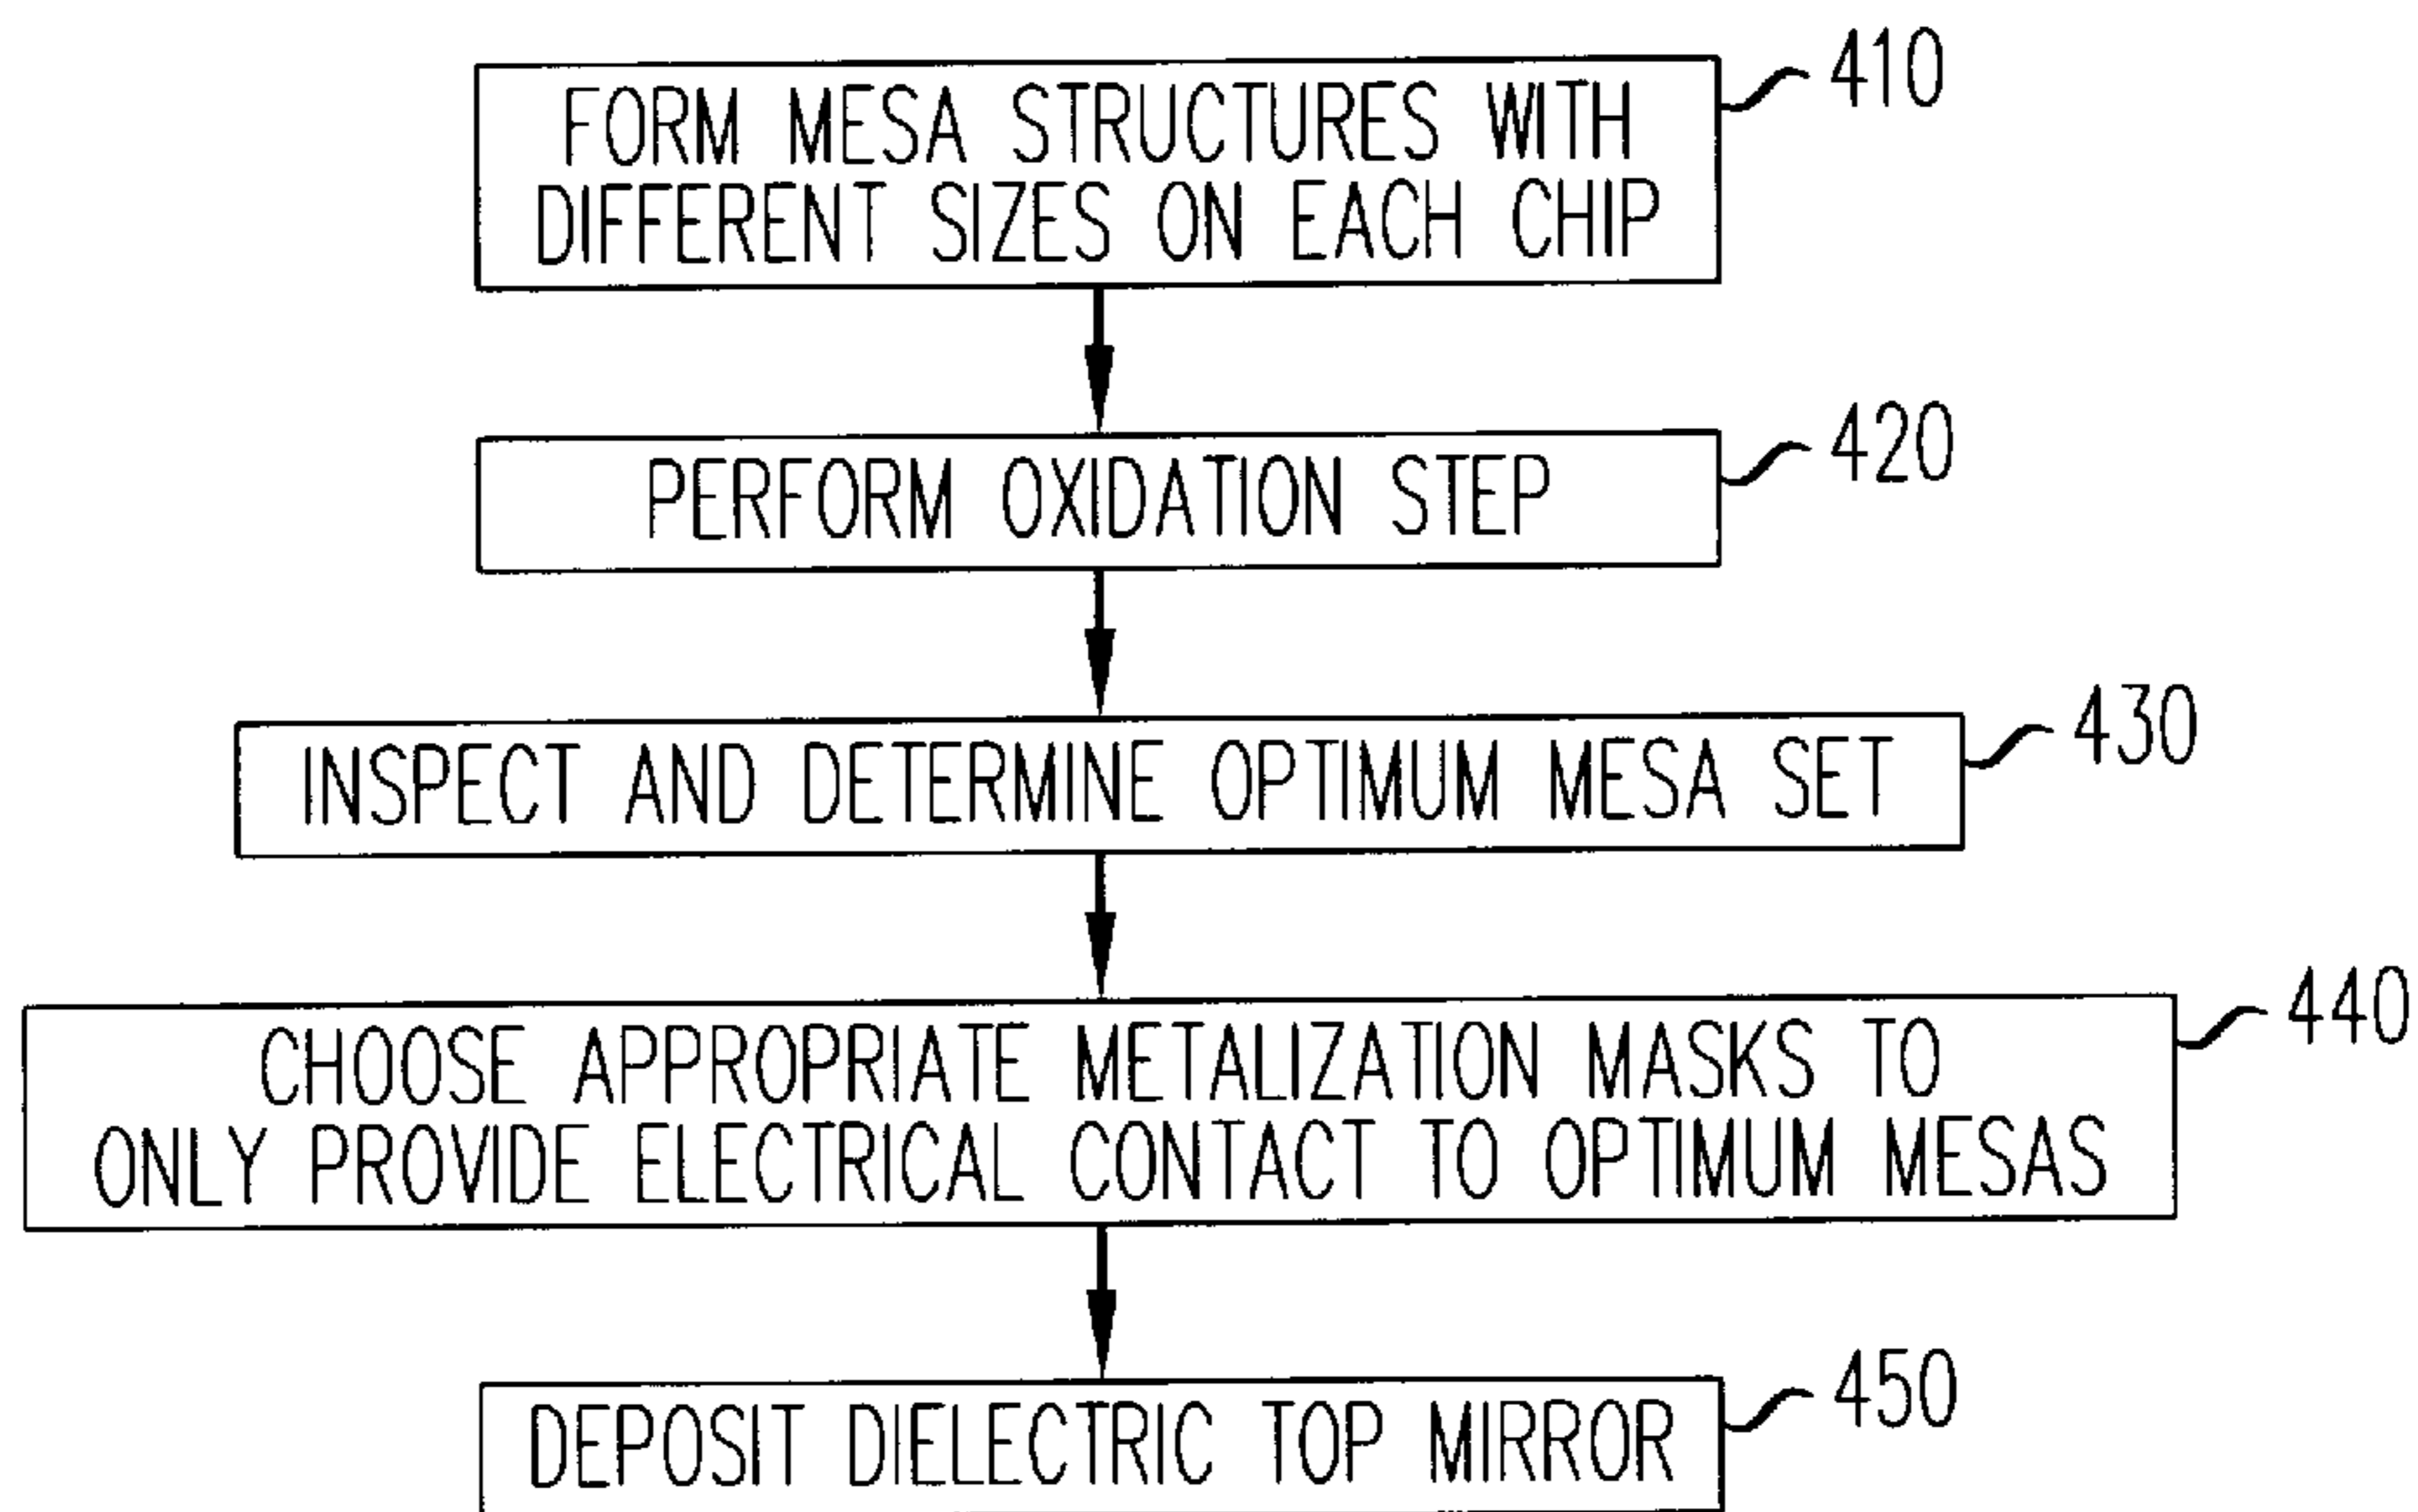 FORM MESA STRUCTURES WITH
DIFFERENT SIZES ON EACH CHIP
410
PERFORM OXIDATION STEP
420
INSPECT AND DETERMINE OPTIMUM MESA SET
430
CHOOSE APPROPRIATE METALIZATION MASKS TO
ONLY PROVIDE ELECTRICAL CONTACT TO OPTIMUM MESAS
440
DEPOSIT DIELECTRIC TOP MIRROR
450